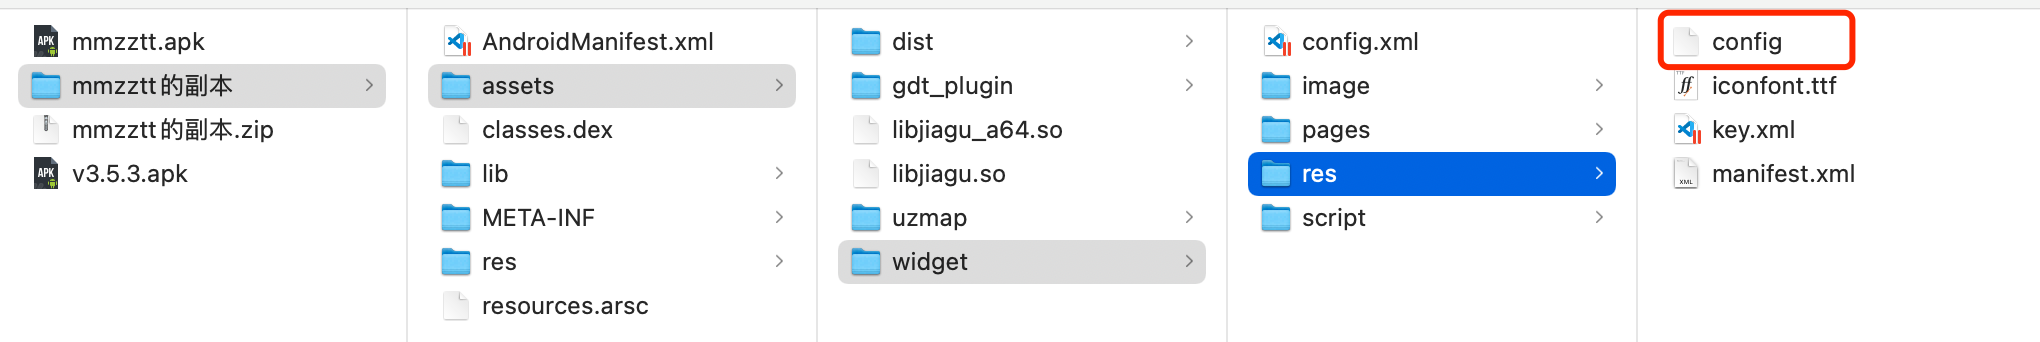 mmzztt.apk
mmzztt的副本
mmzztt的副本.zip
v3.5.3.apk
AndroidManifest.xml
assets
classes.dex
lib
META-INF
res
resources.arsc
dist
gdt_plugin
libjiagu_a64.so
libjiagu.so
uzmap
widget
config.xml
image
pages
res
script
config
iconfont.ttf
key.xml
manifest.xml